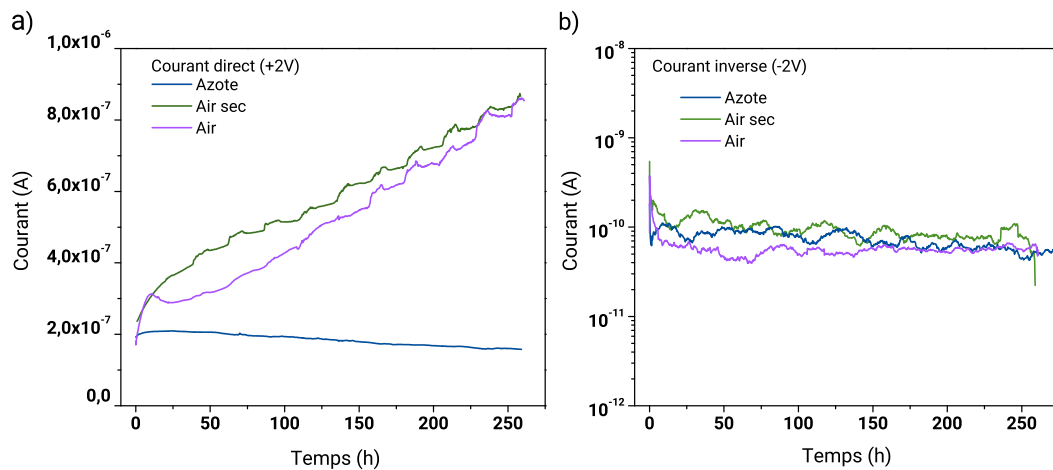 a)
1,0x10⁻⁶
8,0x10⁻⁷
6,0x10⁻⁷
4,0x10⁻⁷
2,0x10⁻⁷
0,0
Courant (A)
Courant direct (+2V)
Azote
Air sec
Air
0 50 100 150 200 250
Temps (h)
b)
10⁻⁸
10⁻⁹
10⁻¹⁰
10⁻¹¹
10⁻¹²
Courant (A)
Courant inverse (-2V)
Azote
Air sec
Air
0 50 100 150 200 250
Temps (h)